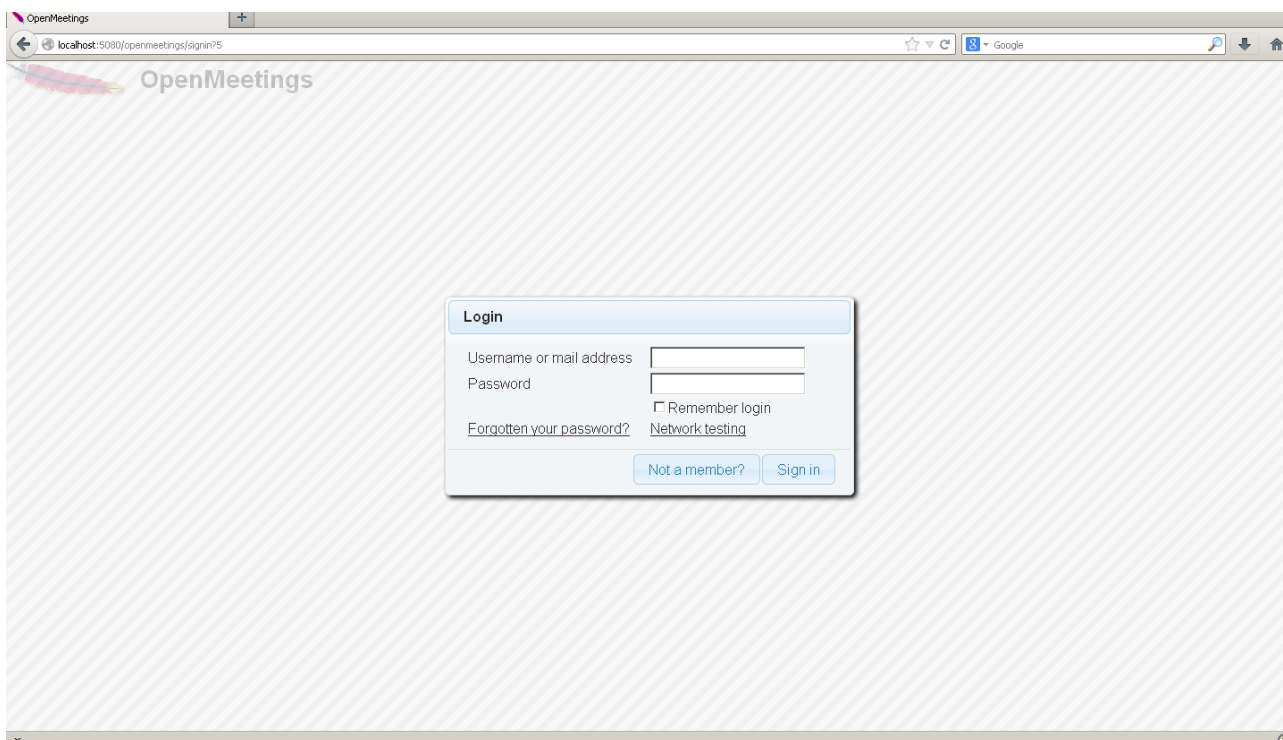 OpenMeetings
localhost:5080/openmeetings/signin?5
Google
OpenMeetings
Login
Username or mail address
Password
Remember login
Forgotten your password? Network testing
Not a member? Sign in